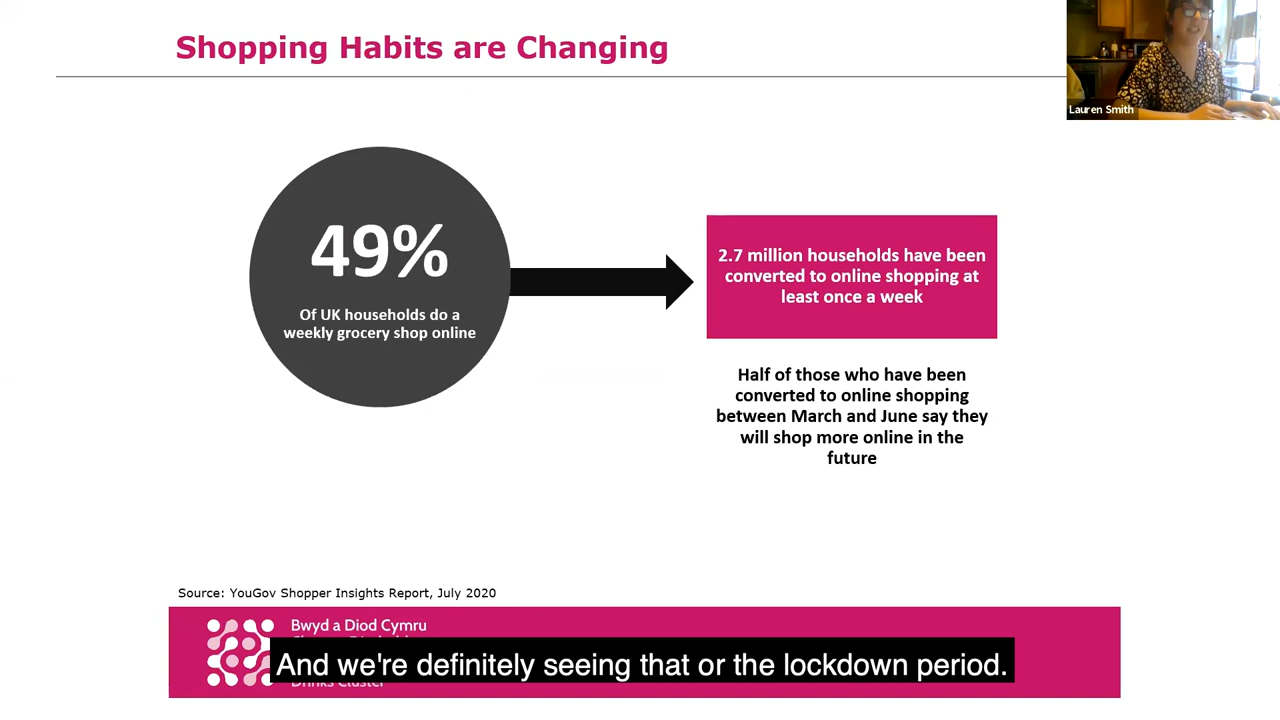 Shopping Habits are Changing
Lauren Smith
49%
Of UK households do a
weekly grocery shop online
2.7 million households have been
converted to online shopping at
least once a week
Half of those who have been
converted to online shopping
between March and June say they
will shop more online in the
future
Source: YouGov Shopper Insights Report, July 2020
Bwyd a Diod Cymru
And we're definitely seeing that or the lockdown period.
Drinks Cluster